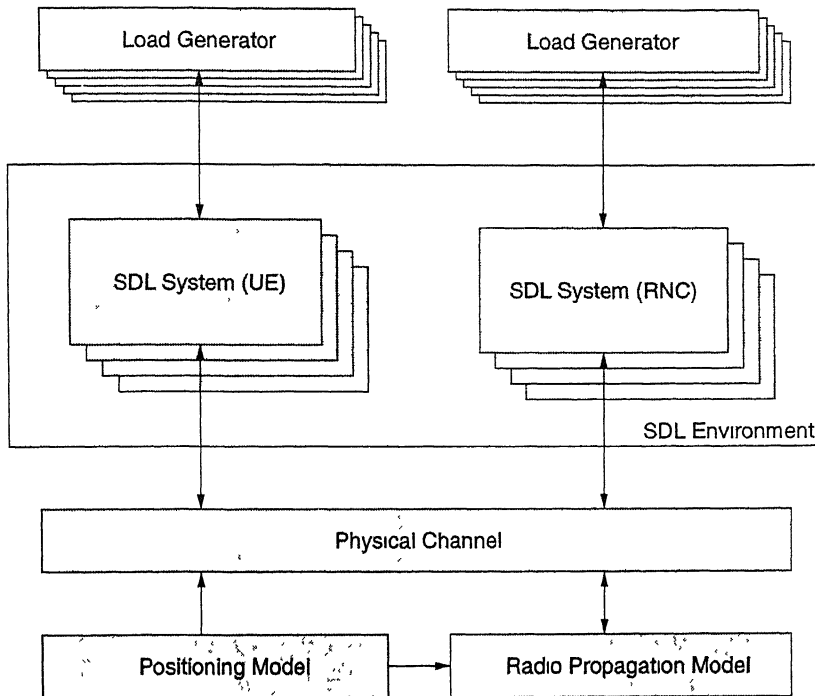 Load Generator
Load Generator
SDL System (UE)
SDL System (RNC)
SDL Environment
Physical Channel
Positioning Model
Radio Propagation Model